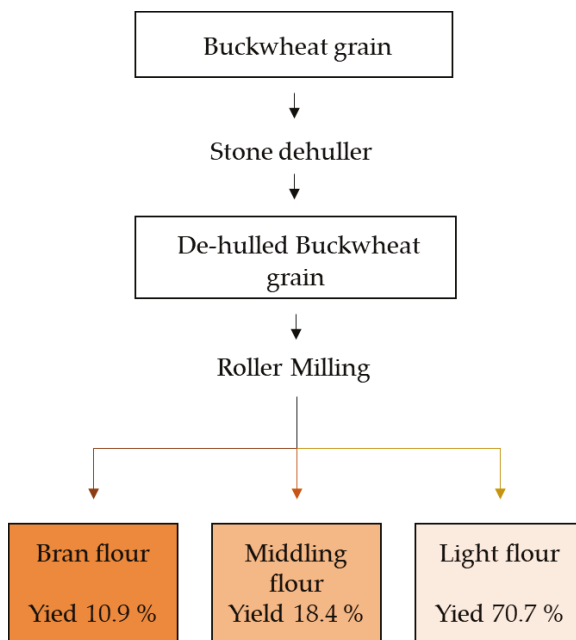 Buckwheat grain
Stone dehuller
De-hulled Buckwheat
grain
Roller Milling
Bran flour
Yied 10.9 %
Middling
flour
Yield 18.4 %
Light flour
Yied 70.7 %